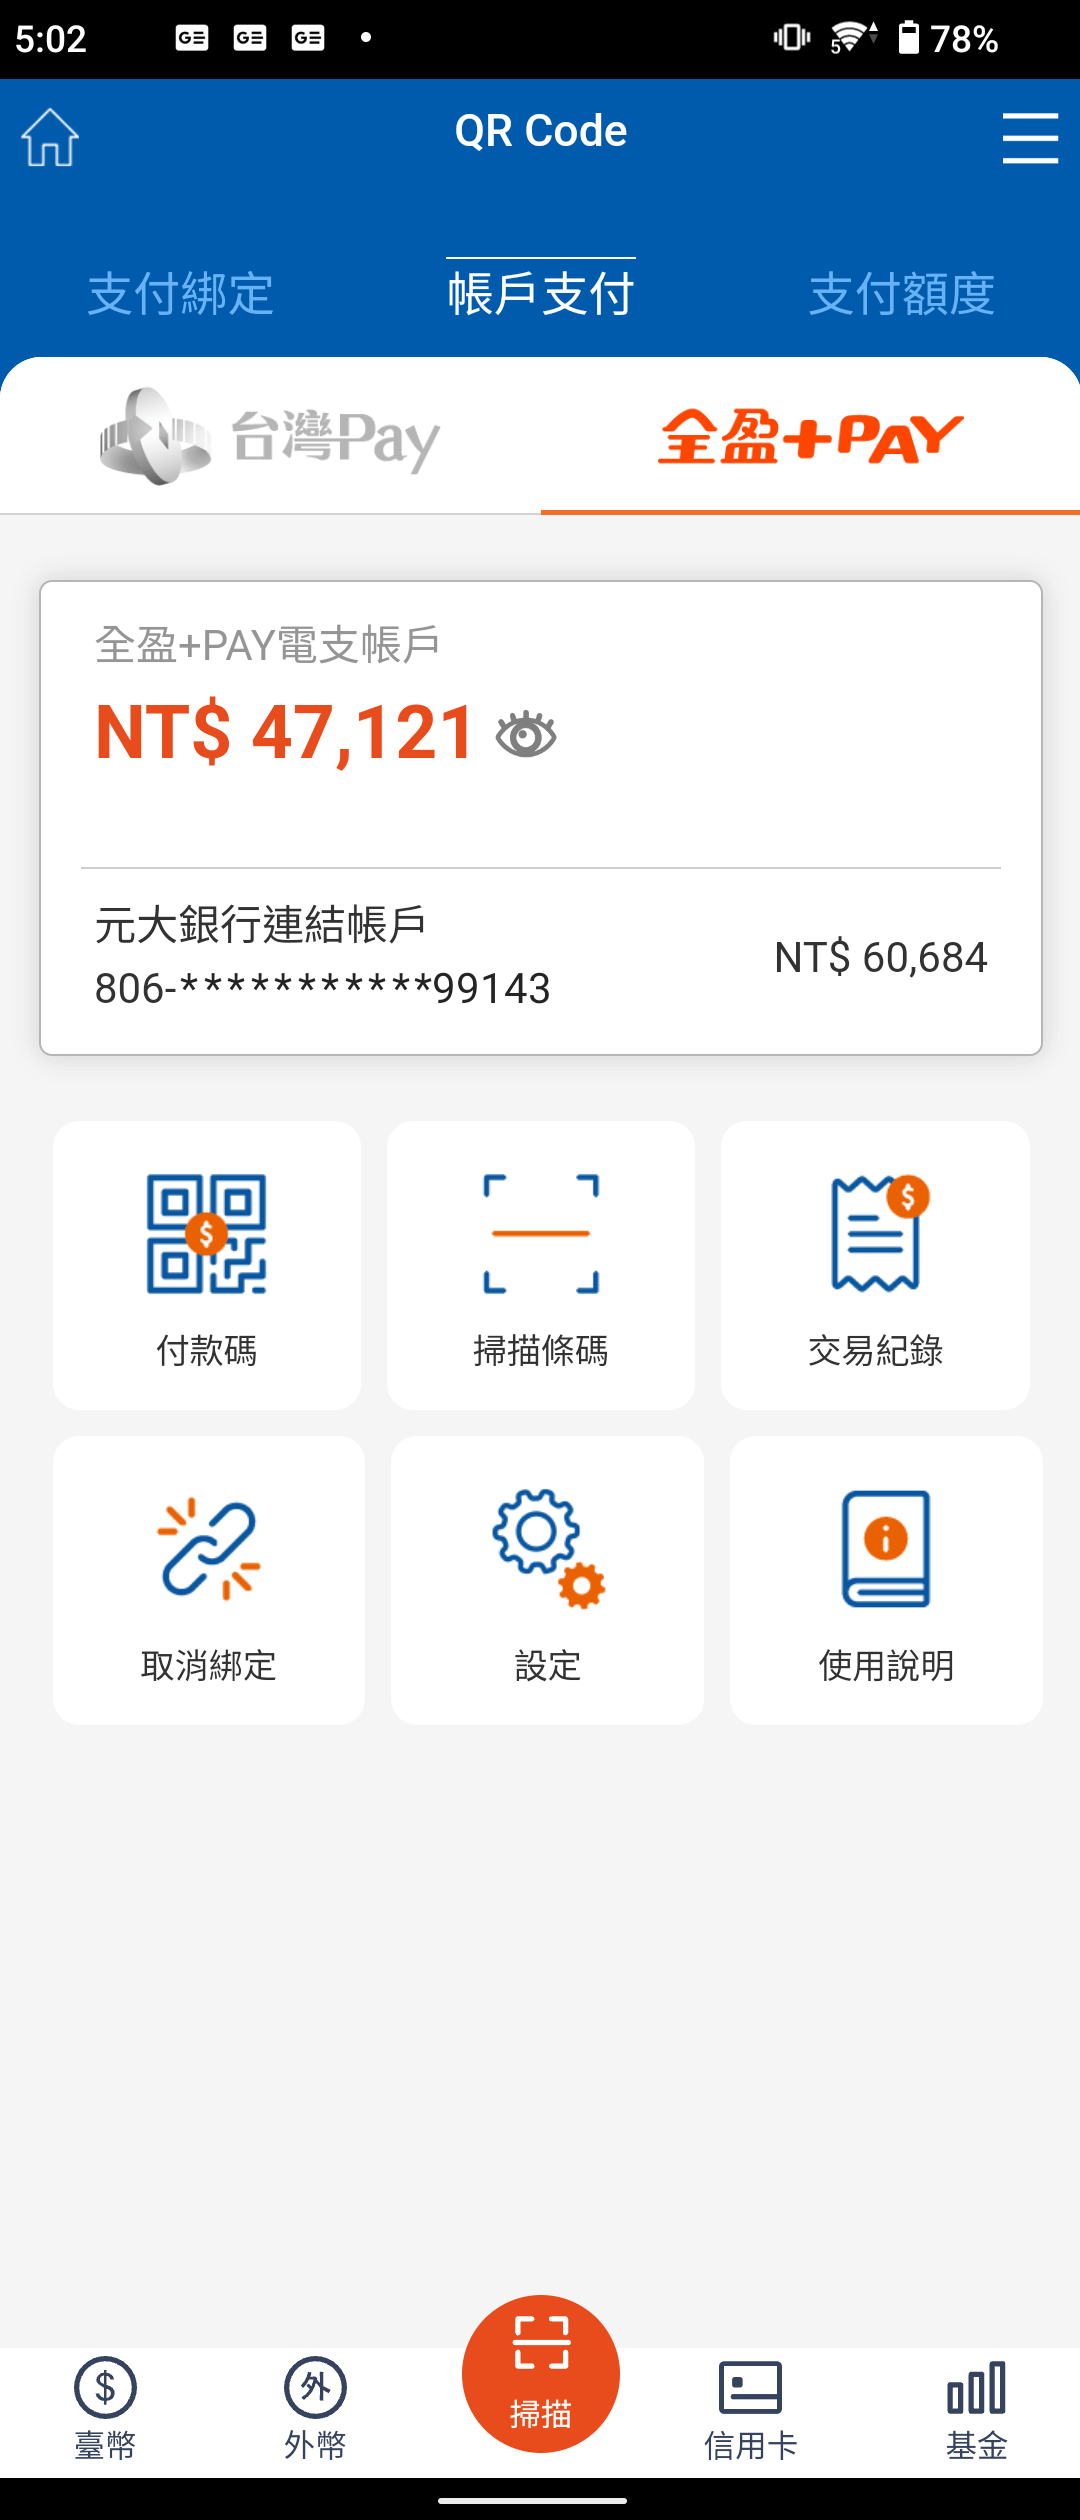 5:02
78%
QR Code
支付綁定
帳戶支付
支付額度
台灣Pay
全盈+PAY
全盈+PAY電支帳戶
NT$ 47,121
元大銀行連結帳戶
806-***********99143
NT$ 60,684
付款碼
掃描條碼
交易紀錄
取消綁定
設定
使用說明
臺幣
外
外幣
掃描
信用卡
基金